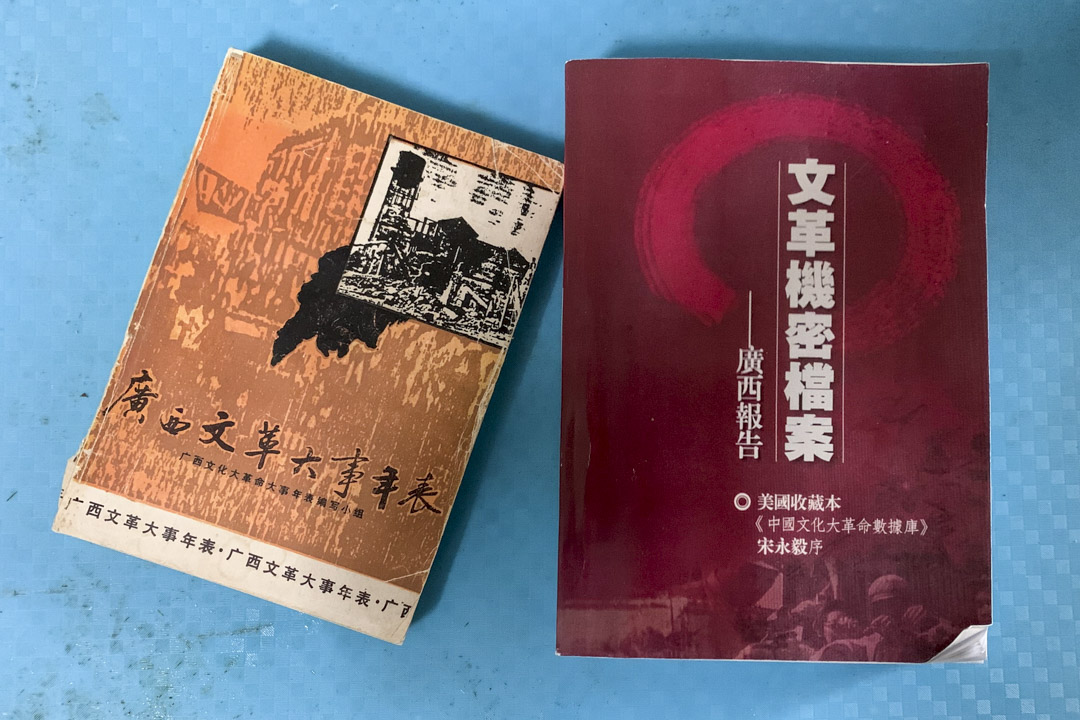 廣西文革大事年表
广西文化大革命大事年表编写小组
广西文革大事年表·广西文革大事年表·广西
文革機密檔案
——廣西報告
美國收藏本
《中國文化大革命數據庫》
宋永毅序